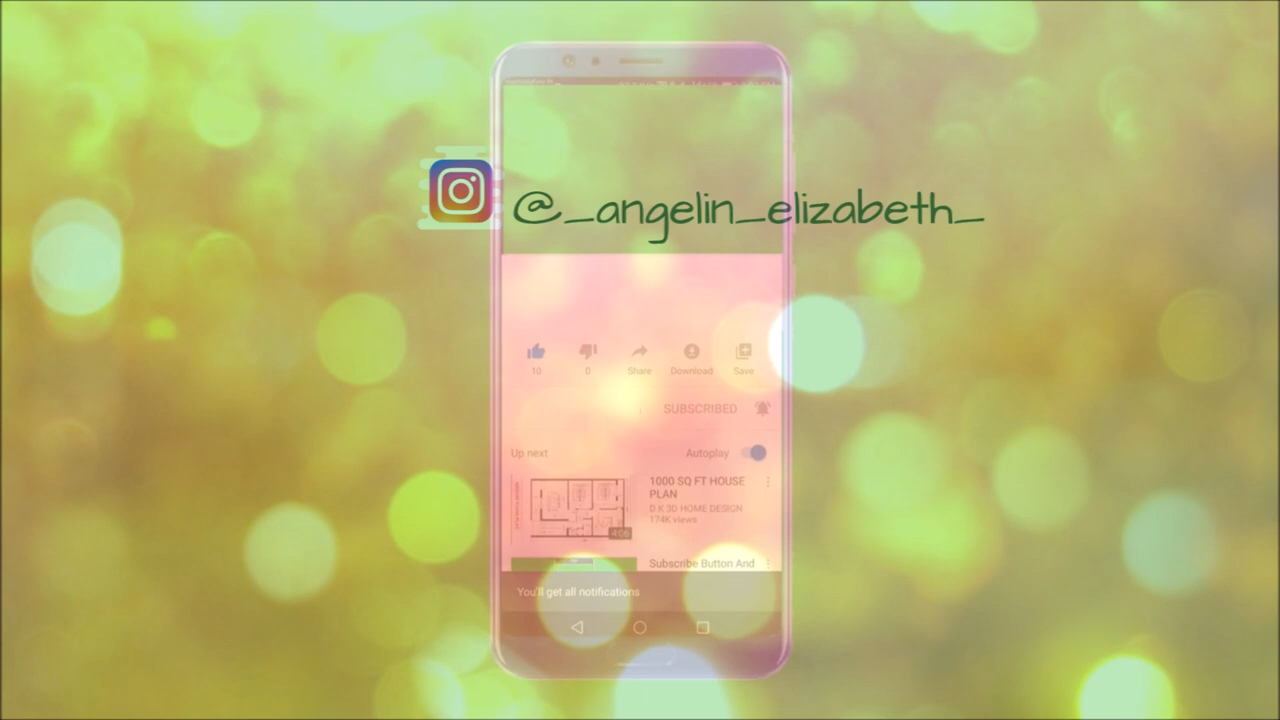 @_angelin_elizabeth_
10
0
Share
Download
Save
SUBSCRIBED
Up next
Autoplay
1000 SQ FT HOUSE
PLAN
D K 3D HOME DESIGN
174K views
4:06
Subscribe Button And
You'll get all notifications